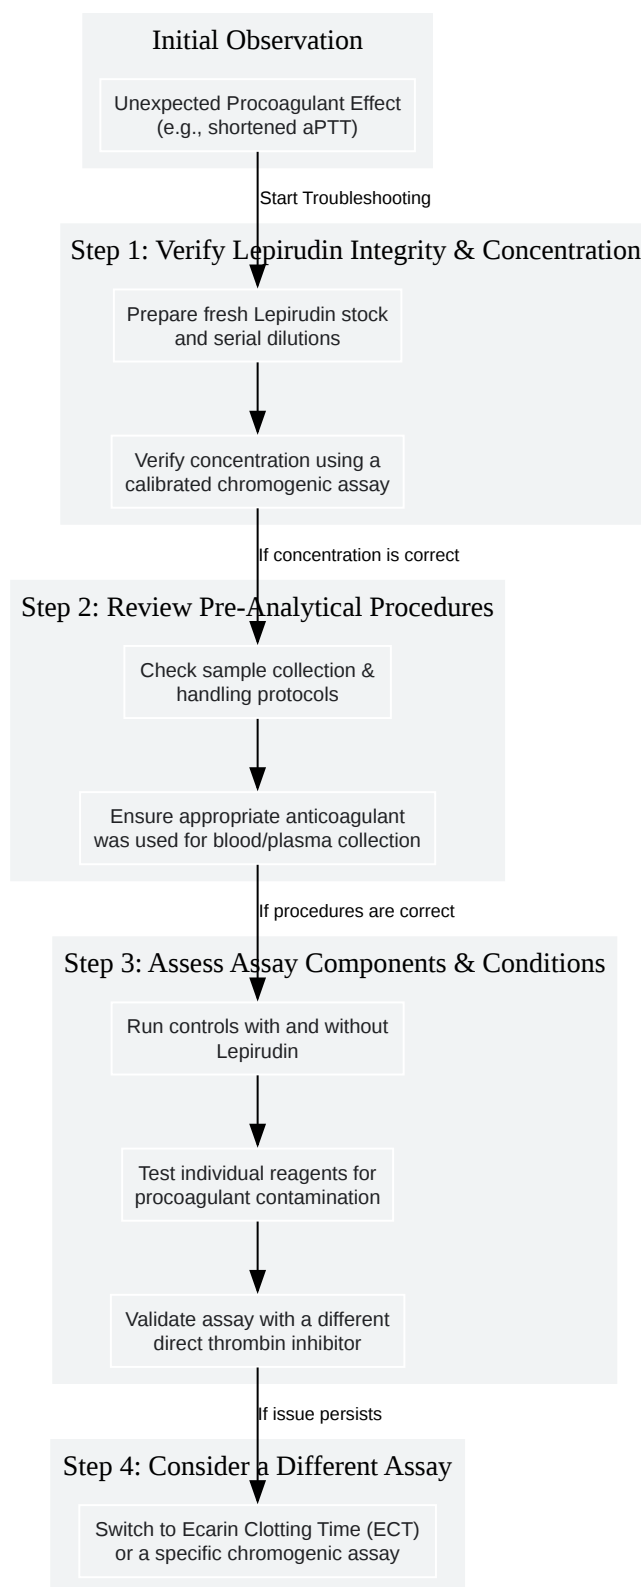 Initial Observation
Unexpected Procoagulant Effect
(e.g., shortened aPTT)
Start Troubleshooting
Step 1: Verify Lepirudin Integrity & Concentration
Prepare fresh Lepirudin stock
and serial dilutions
Verify concentration using a
calibrated chromogenic assay
If concentration is correct
Step 2: Review Pre-Analytical Procedures
Check sample collection &
handling protocols
Ensure appropriate anticoagulant
was used for blood/plasma collection
If procedures are correct
Step 3: Assess Assay Components & Conditions
Run controls with and without
Lepirudin
Test individual reagents for
procoagulant contamination
Validate assay with a different
direct thrombin inhibitor
If issue persists
Step 4: Consider a Different Assay
Switch to Ecarin Clotting Time (ECT)
or a specific chromogenic assay